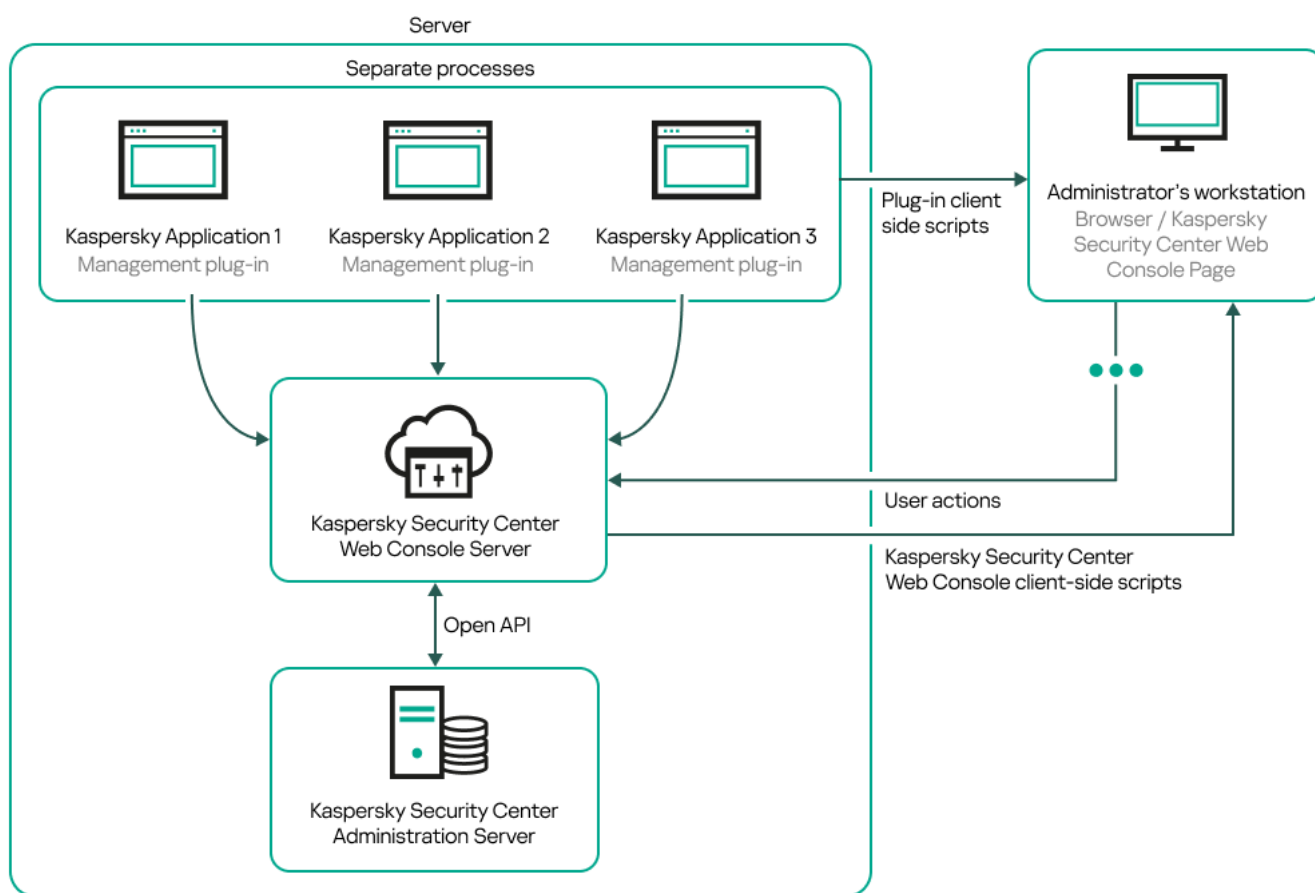 Server
Separate processes
Kaspersky Application 1
Management plug-in
Kaspersky Application 2
Management plug-in
Kaspersky Application 3
Management plug-in
Plug-in client
side scripts
Administrator's workstation
Browser / Kaspersky
Security Center Web
Console Page
Kaspersky Security Center
Web Console Server
User actions
Kaspersky Security Center
Web Console client-side scripts
Open API
Kaspersky Security Center
Administration Server